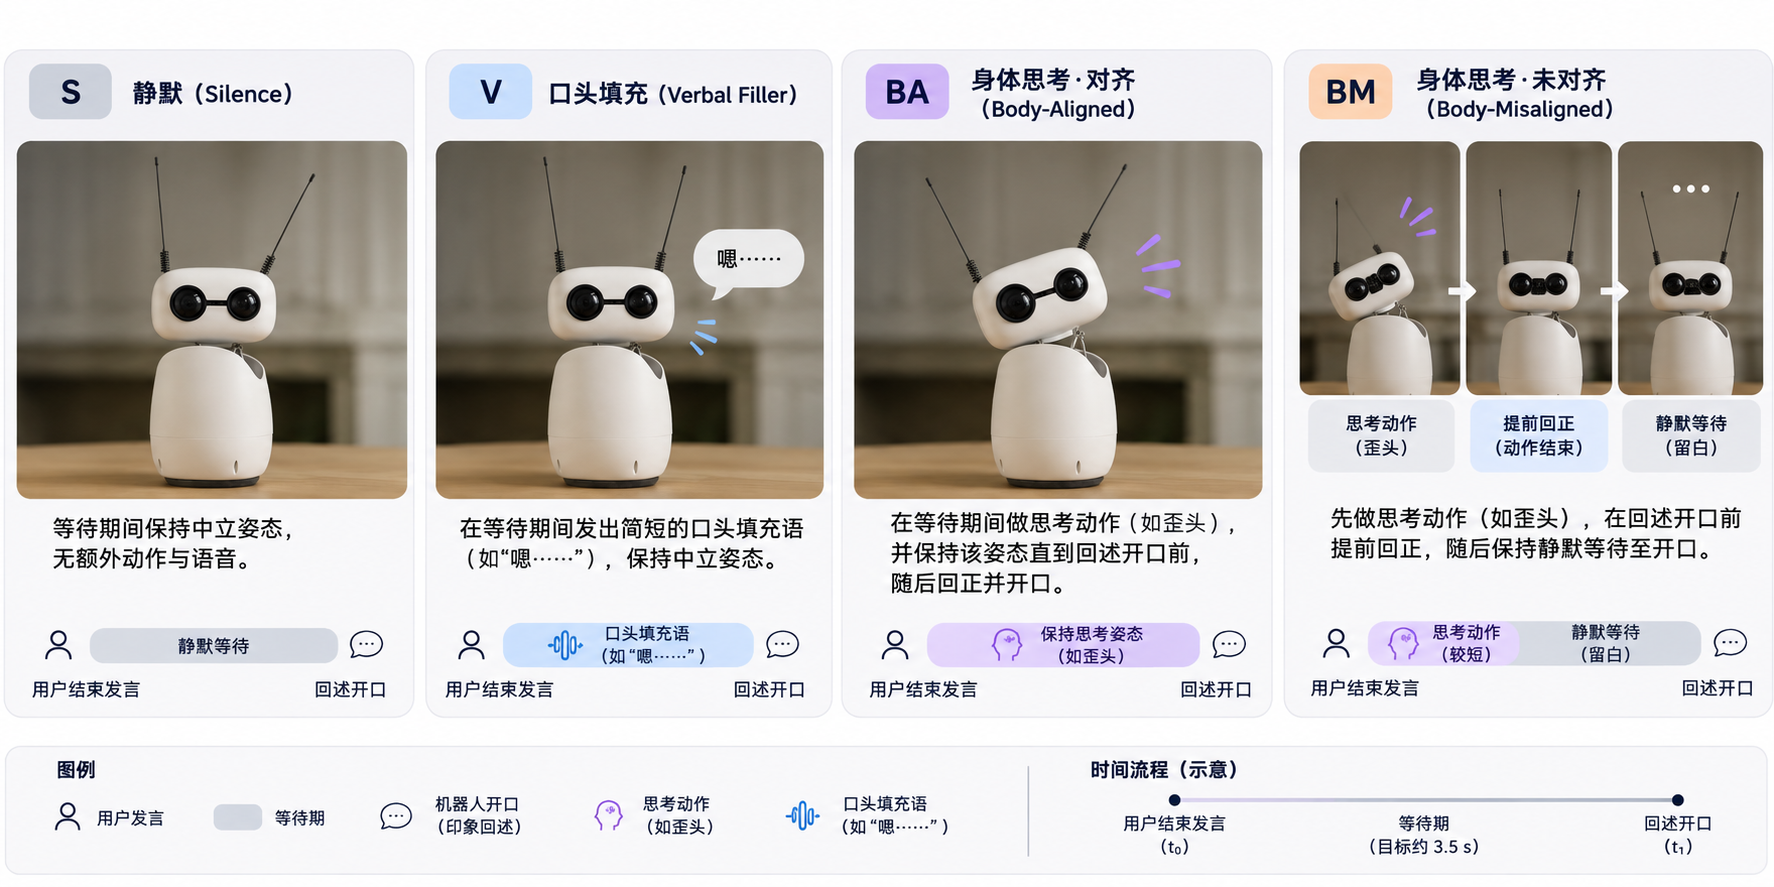 S
静默（Silence）
等待期间保持中立姿态，
无额外动作与语音。
静默等待
用户结束发言
回述开口
V
口头填充（Verbal Filler）
嗯……
在等待期间发出简短的口头填充语
（如“嗯……”），保持中立姿态。
口头填充语
（如“嗯……”）
用户结束发言
回述开口
BA
身体思考·对齐
（Body-Aligned）
在等待期间做思考动作（如歪头），
并保持该姿态直到回述开口前，
随后回正并开口。
保持思考姿态
（如歪头）
用户结束发言
回述开口
BM
身体思考·未对齐
（Body-Misaligned）
思考动作
（歪头）
提前回正
（动作结束）
静默等待
（留白）
先做思考动作（如歪头），在回述开口前
提前回正，随后保持静默等待至开口。
思考动作
（较短）
静默等待
（留白）
用户结束发言
回述开口
图例
用户发言
等待期
机器人开口
（印象回述）
思考动作
（如歪头）
口头填充语
（如“嗯……”）
时间流程（示意）
用户结束发言
（t₀）
等待期
（目标约 3.5 s）
回述开口
（t₁）